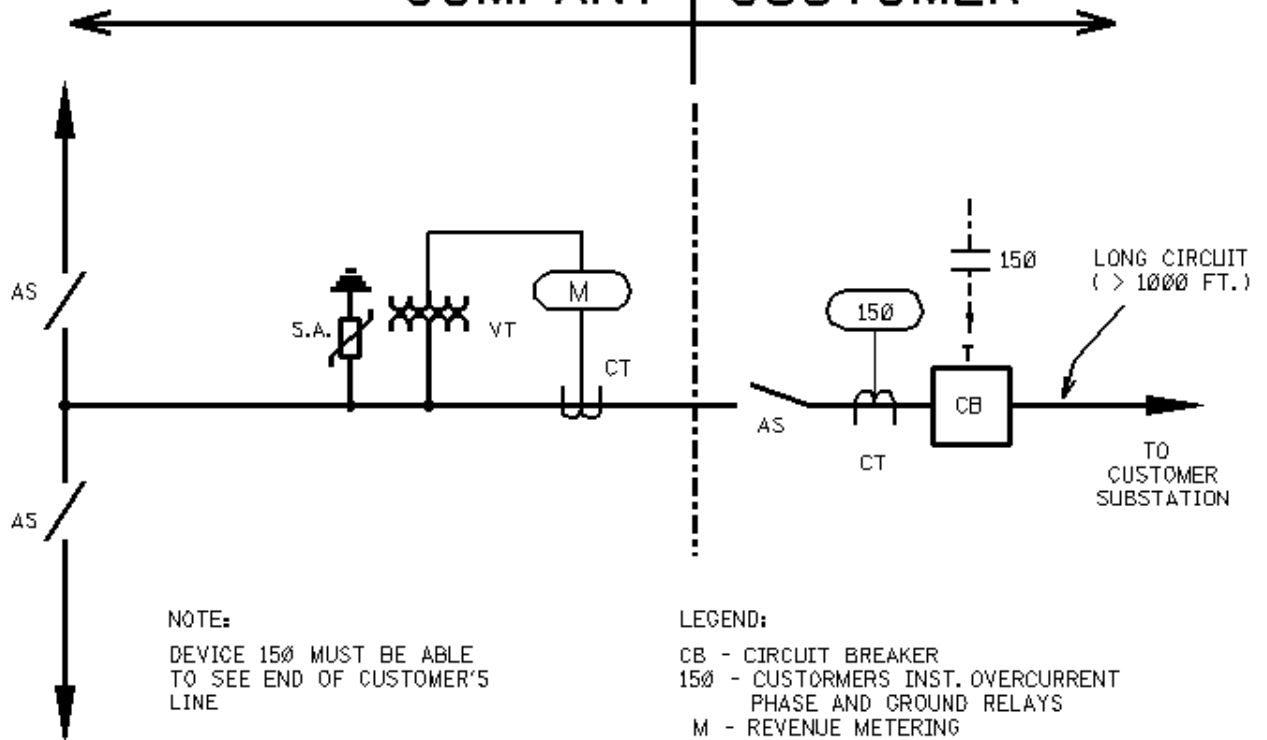 COMPANY CUSTOMER
AS
S.A.
VT
M
CT
150
150
LONG CIRCUIT
( > 1000 FT.)
AS
CT
CB
T
TO
CUSTOMER
SUBSTATION
AS
NOTE:
DEVICE 150 MUST BE ABLE
TO SEE END OF CUSTOMER'S
LINE
LEGEND:
CB - CIRCUIT BREAKER
150 - CUSTORMERS INST. OVERCURRENT
PHASE AND GROUND RELAYS
M - REVENUE METERING